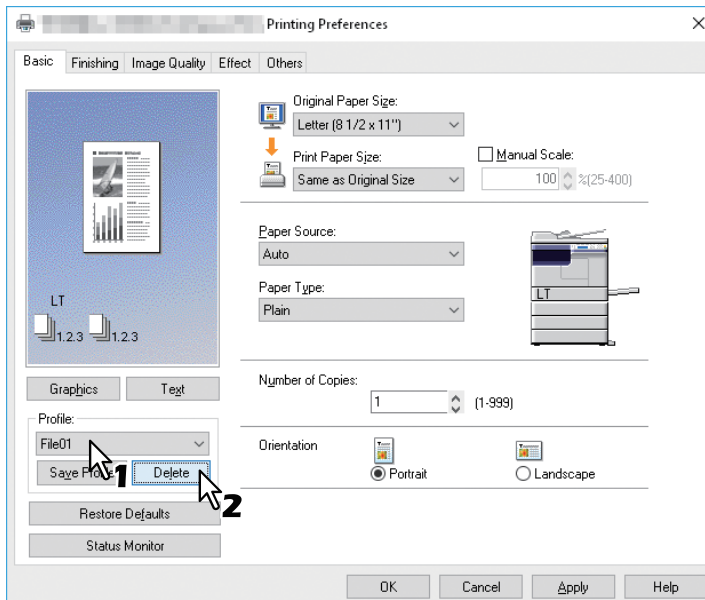 Printing Preferences
Basic Finishing Image Quality Effect Others
Original Paper Size:
Letter (8 1/2 x 11")
Print Paper Size:
Manual Scale:
Same as Original Size
100 %(25-400)
Paper Source:
Auto
Paper Type:
Plain
LT
LT
1.2.3 1.2.3
Graphics Text
Number of Copies:
1 (1-999)
Profile:
File01
Save Profile Delete
1
2
Orientation
Portrait Landscape
Restore Defaults
Status Monitor
OK Cancel Apply Help